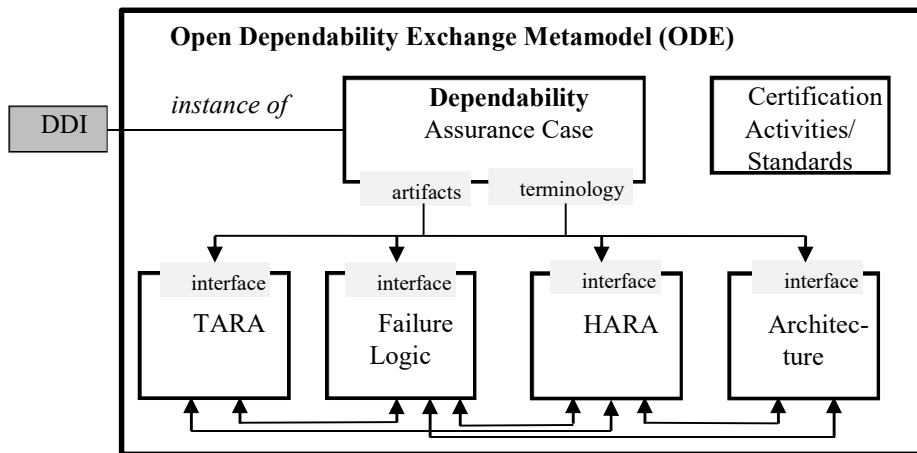 Open Dependability Exchange Metamodel (ODE)
DDI
instance of
Dependability
Assurance Case
artifacts
terminology
Certification
Activities/
Standards
interface
TARA
interface
Failure
Logic
interface
HARA
interface
Architec-
ture